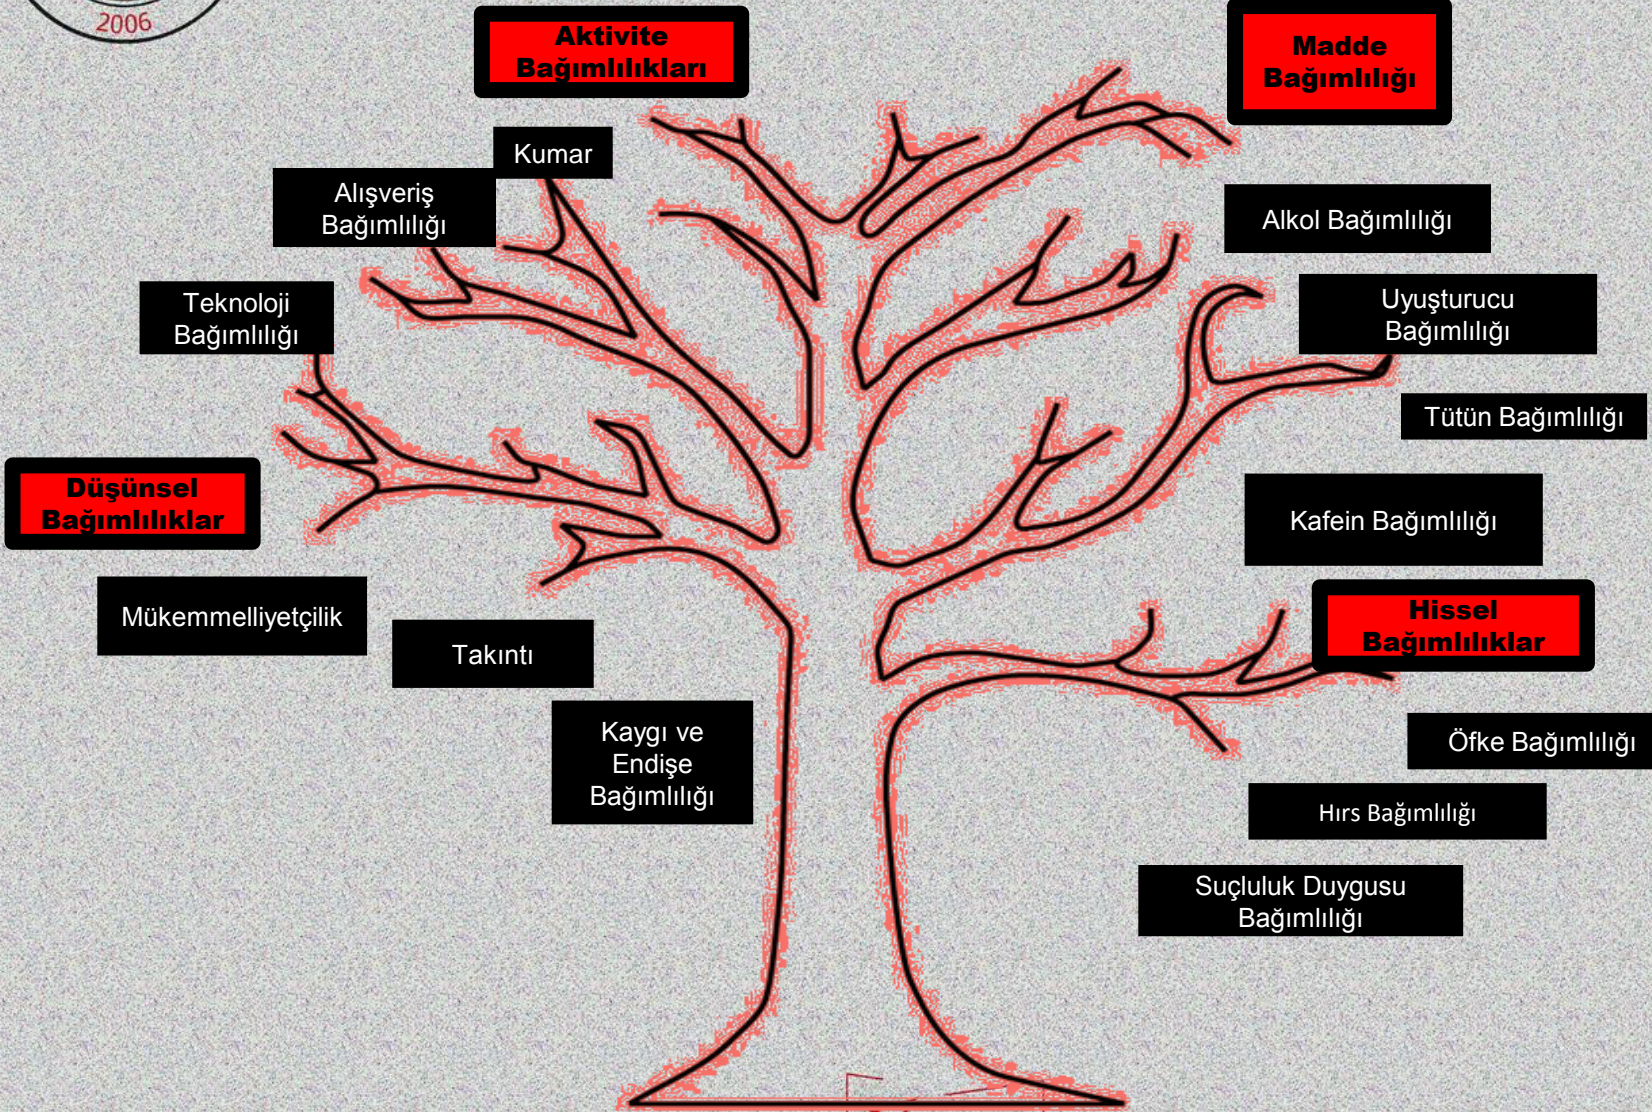 2006
Aktivite
Bağımlılıkları
Kumar
Alışveriş
Bağımlılığı
Teknoloji
Bağımlılığı
Düşünsel
Bağımlılıklar
Mükemmelliyetçilik
Takıntı
Kaygı ve
Endişe
Bağımlılığı
Madde
Bağımlılığı
Alkol Bağımlılığı
Uyuşturucu
Bağımlılığı
Tütün Bağımlılığı
Kafein Bağımlılığı
Hissel
Bağımlılıklar
Öfke Bağımlılığı
Hırs Bağımlılığı
Suçluluk Duygusu
Bağımlılığı